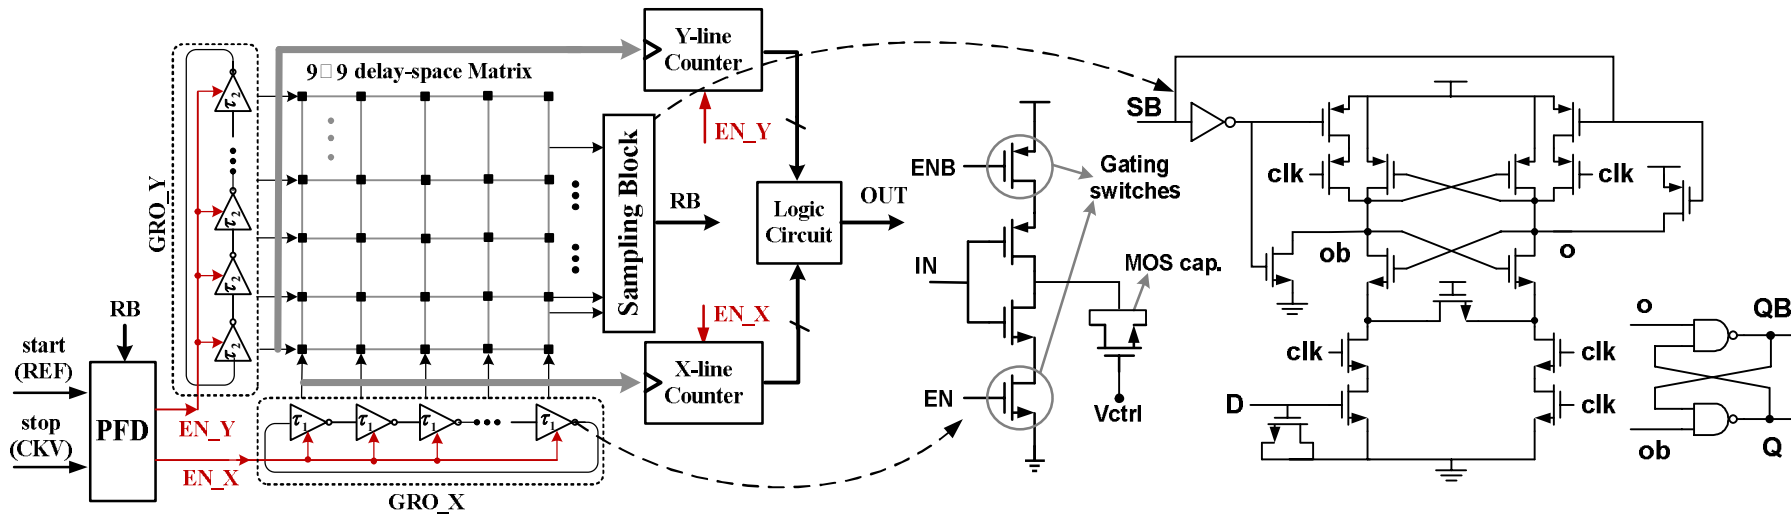 9□9 delay-space Matrix
GRO_Y
τ2
τ2
τ2
τ2
start
(REF)
stop
(CKV)
RB
PFD
EN_Y
EN_X
τ1
τ1
τ1
τ1
GRO_X
Y-line
Counter
EN_Y
Sampling Block
RB
EN_X
X-line
Counter
Logic
Circuit
OUT
ENB
IN
EN
Gating
switches
MOS cap.
Vctrl
SB
clk
clk
ob
o
clk
clk
D
clk
o
QB
ob
Q